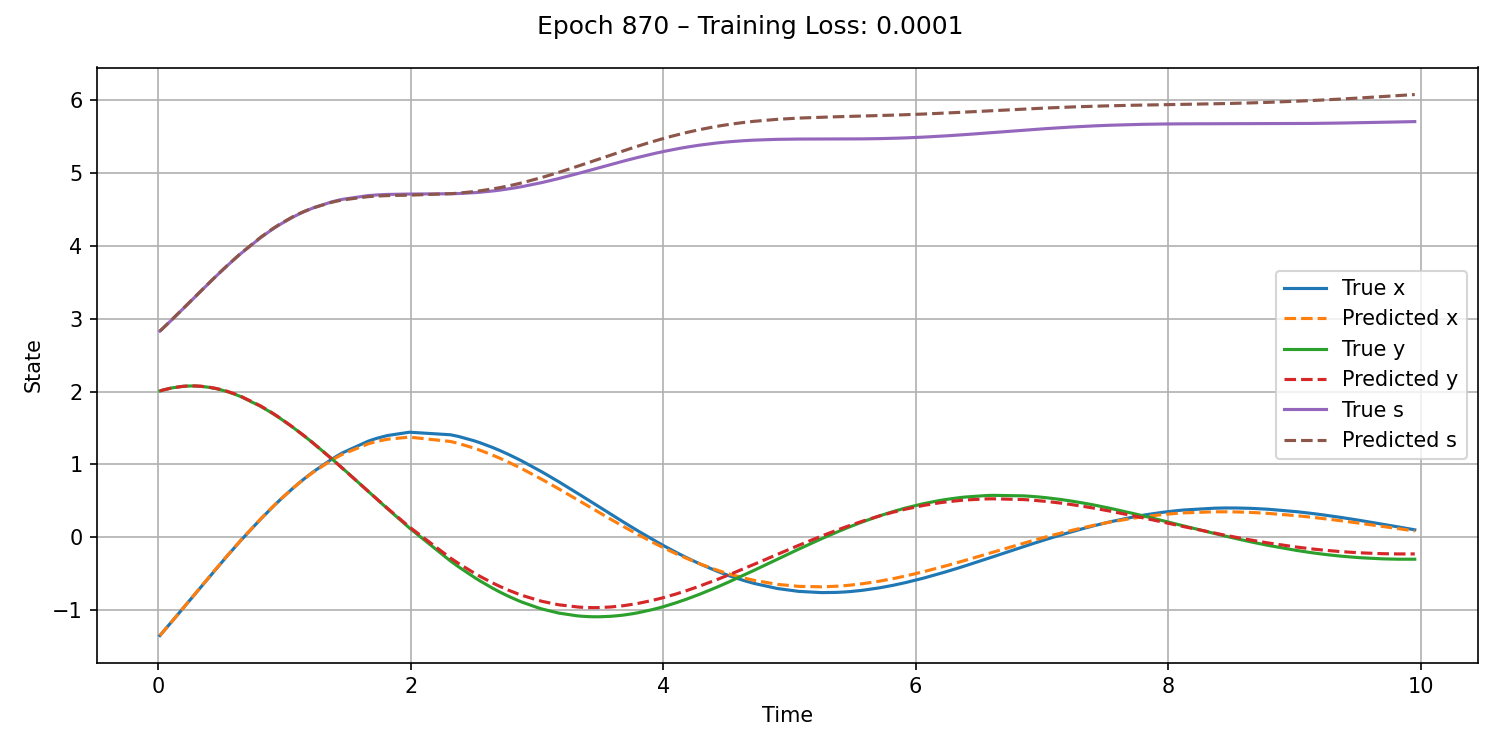 Epoch 870 – Training Loss: 0.0001
6
5
4
3
2
1
0
−1
State
True x
Predicted x
True y
Predicted y
True s
Predicted s
0 2 4 6 8 10
Time